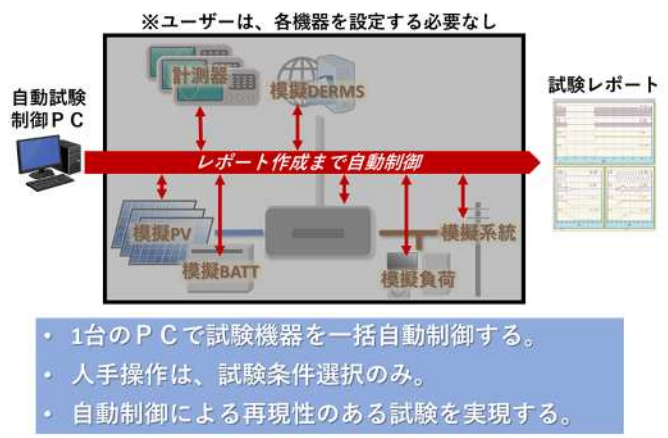 ※ユーザーは、各機器を設定する必要なし
計測器
模擬DERMS
自動試験
制御ＰＣ
試験レポート
レポート作成まで自動制御
模擬PV
模擬BATT
模擬系統
模擬負荷
• 1台のＰＣで試験機器を一括自動制御する。
• 人手操作は、試験条件選択のみ。
• 自動制御による再現性のある試験を実現する。